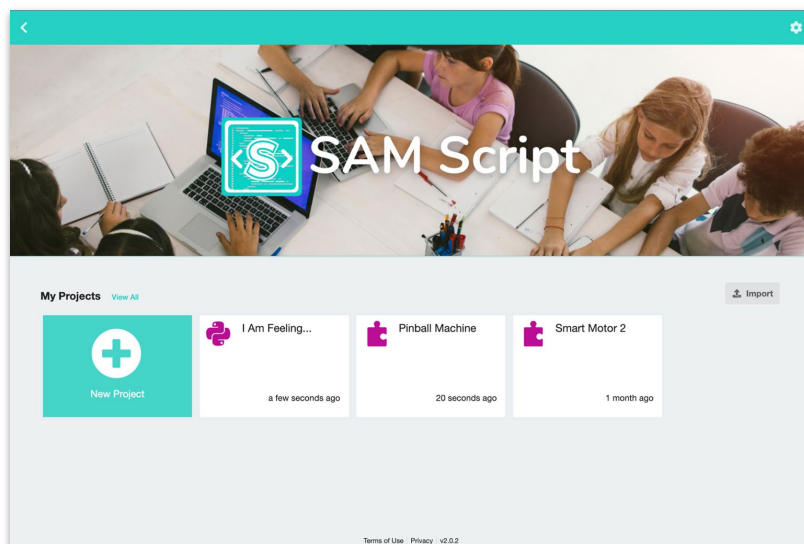 <S> SAM Script
My Projects View All
Import
New Project
I Am Feeling...
a few seconds ago
Pinball Machine
20 seconds ago
Smart Motor 2
1 month ago
Terms of Use | Privacy | v2.0.2